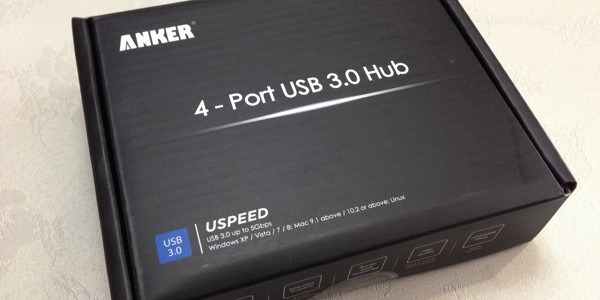 ANKER
4 - Port USB 3.0 Hub
USB
3.0
USPEED
USB 3.0 up to 5Gbps
Windows XP / Vista / 7 / 8; Mac 9.1 above / 10.2 or above; Linux